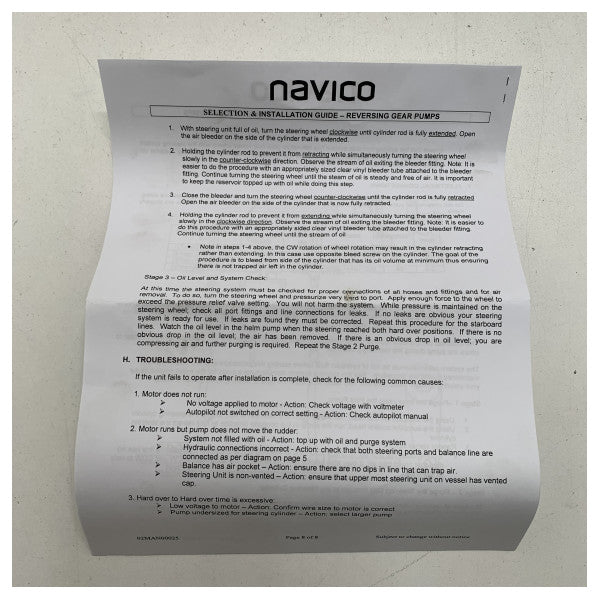 navico
SELECTION & INSTALLATION GUIDE – REVERSING GEAR PUMPS
1. With steering unit full of oil, turn the steering wheel clockwise until cylinder rod is fully extended. Open
the air bleeder on the side of the cylinder that is extended.
2. Holding the cylinder rod to prevent it from retracting while simultaneously turning the steering wheel
slowly in the counter-clockwise direction. Observe the stream of oil exiting the bleeder fitting. Note: It is
easier to do the procedure with an appropriately sized clear vinyl bleeder tube attached to the bleeder
fitting. Continue turning the steering wheel until the steam of oil is steady and free of air. It is important
to keep the reservoir topped up with oil while doing this step.
3. Close the bleeder and turn the steering wheel counter-clockwise until the cylinder rod is fully retracted
Open the air bleeder on the side of the cylinder that is now fully retracted.
4. Holding the cylinder rod to prevent it from extending while simultaneously turning the steering wheel
slowly in the clockwise direction. Observe the stream of oil exiting the bleeder fitting. Note: It is easier to
do this procedure with an appropriately sided clear vinyl bleeder tube attached to the bleeder fitting.
Continue turning the steering wheel until the stream of oil
• Note in steps 1-4 above, the CW rotation of wheel rotation may result in the cylinder retracting
rather than extending. In this case use opposite bleed screw on the cylinder. The goal of the
procedure is to bleed from side of cylinder that has its oil volume at minimum thus ensuring
there is not trapped air left in the cylinder.
Stage 3 – Oil Level and System Check:
At this time the steering system must be checked for proper connections of all hoses and fittings and for air
removal. To do so, turn the steering wheel and pressurize very hard to port. Apply enough force to the wheel to
exceed the pressure relief valve setting. You will not harm the system. While pressure is maintained on the
steering wheel; check all port fittings and line connections for leaks. If no leaks are obvious your steering
system is ready for use. If leaks are found they must be corrected. Repeat this procedure for the starboard
lines. Watch the oil level in the helm pump when the steering reached both hard over positions. If there is no
obvious drop in the oil level; the air has been removed. If there is an obvious drop in oil level; you are
compressing air and further purging is required. Repeat the Stage 2 Purge.
H. TROUBLESHOOTING:
If the unit fails to operate after installation is complete, check for the following common causes:
1. Motor does not run:
➢ No voltage applied to motor - Action: Check voltage with voltmeter
➢ Autopilot not switched on correct setting - Action: Check autopilot manual
2. Motor runs but pump does not move the rudder:
➢ System not filled with oil - Action: top up with oil and purge system
➢ Hydraulic connections incorrect - Action: check that both steering ports and balance line are
connected as per diagram on page 5
➢ Balance has air pocket – Action: ensure there are no dips in line that can trap air.
➢ Steering Unit is non-vented – Action: ensure that upper most steering unit on vessel has vented
cap.
3. Hard over to Hard over time is excessive:
➢ Low voltage to motor – Action: Confirm wire size to motor is correct
➢ Pump undersized for steering cylinder – Action: select larger pump
92MAN00025 Page 8 of 8 Subject to change without notice